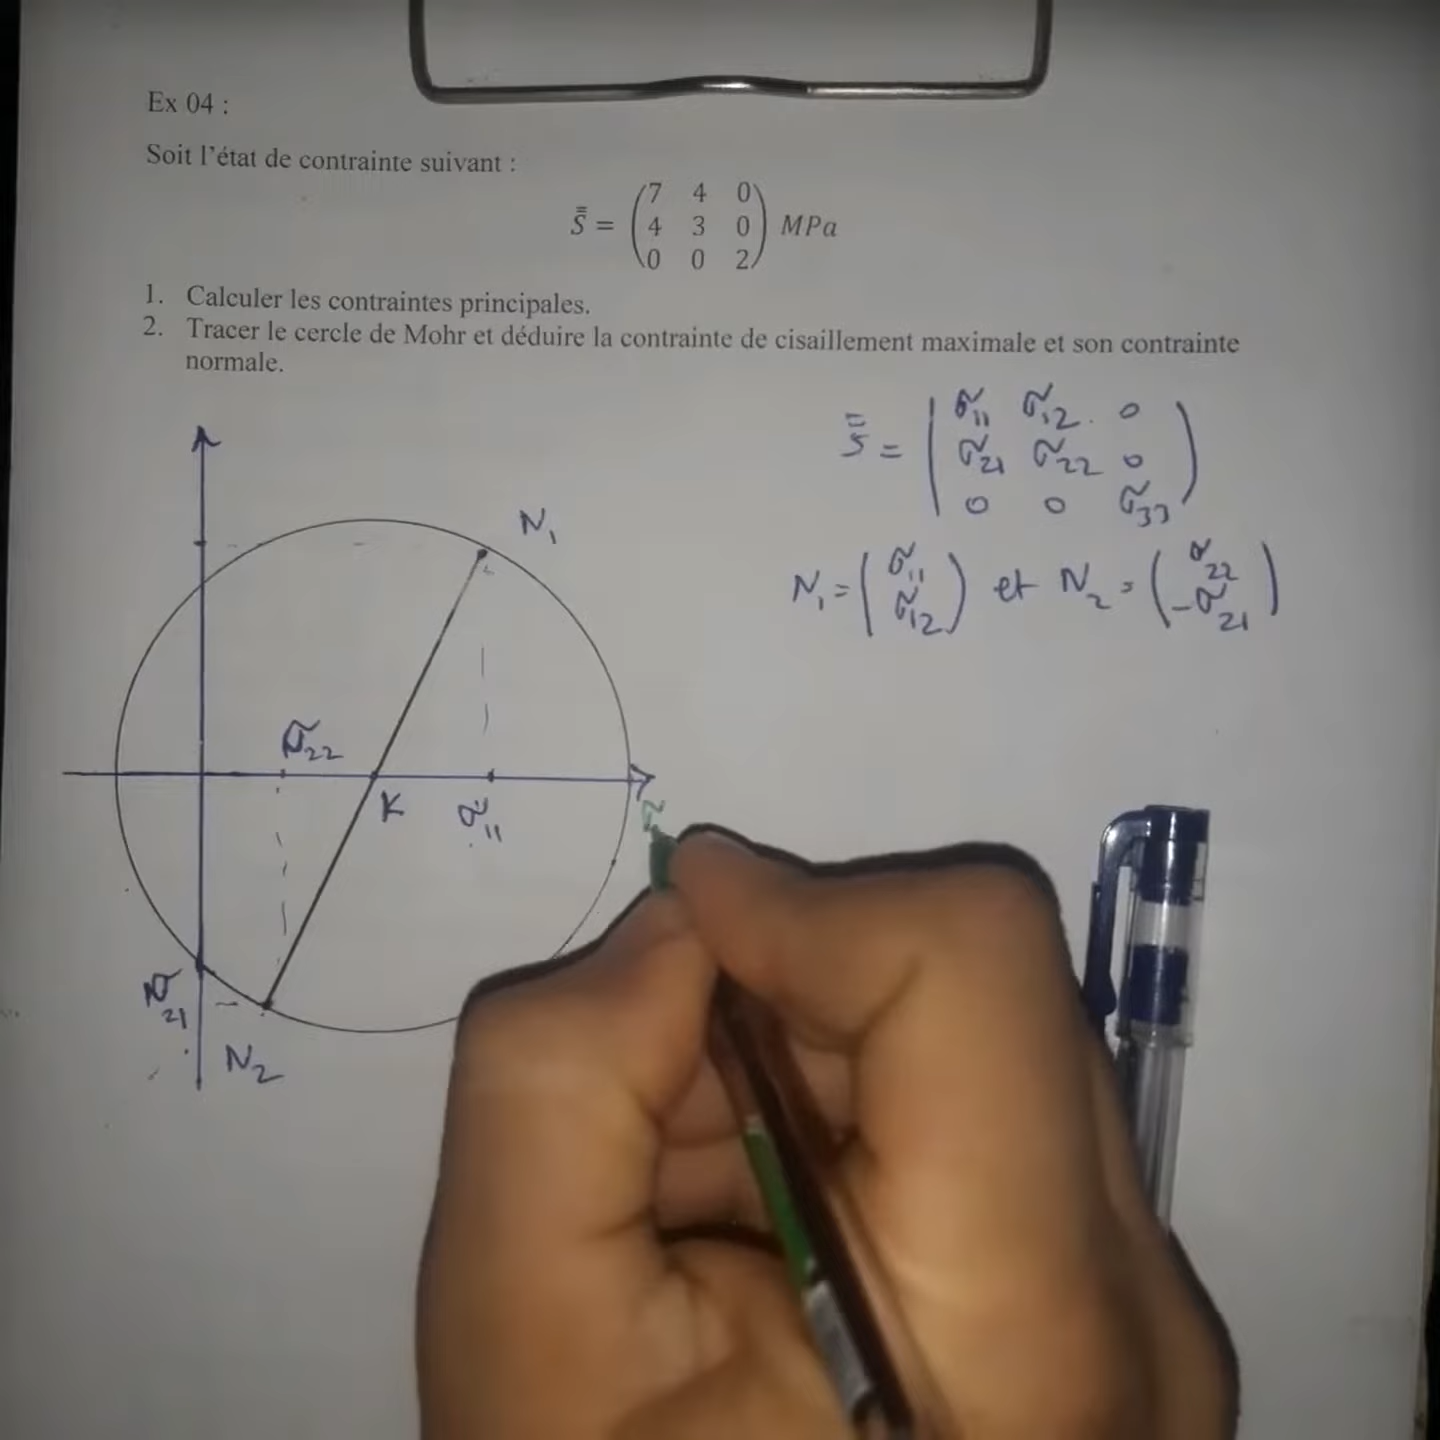 Ex 04 :
Soit l'état de contrainte suivant :
S̿ = (7 4 0
4 3 0
0 0 2) MPa
1. Calculer les contraintes principales.
2. Tracer le cercle de Mohr et déduire la contrainte de cisaillement maximale et son contrainte
normale.
S̿ = (σ11 σ12 0
σ21 σ22 0
0 0 σ33)
N1 = (σ11
σ12) et N2 = (σ22
-σ21)
N1
σ22
K
σ11
σ21
N2